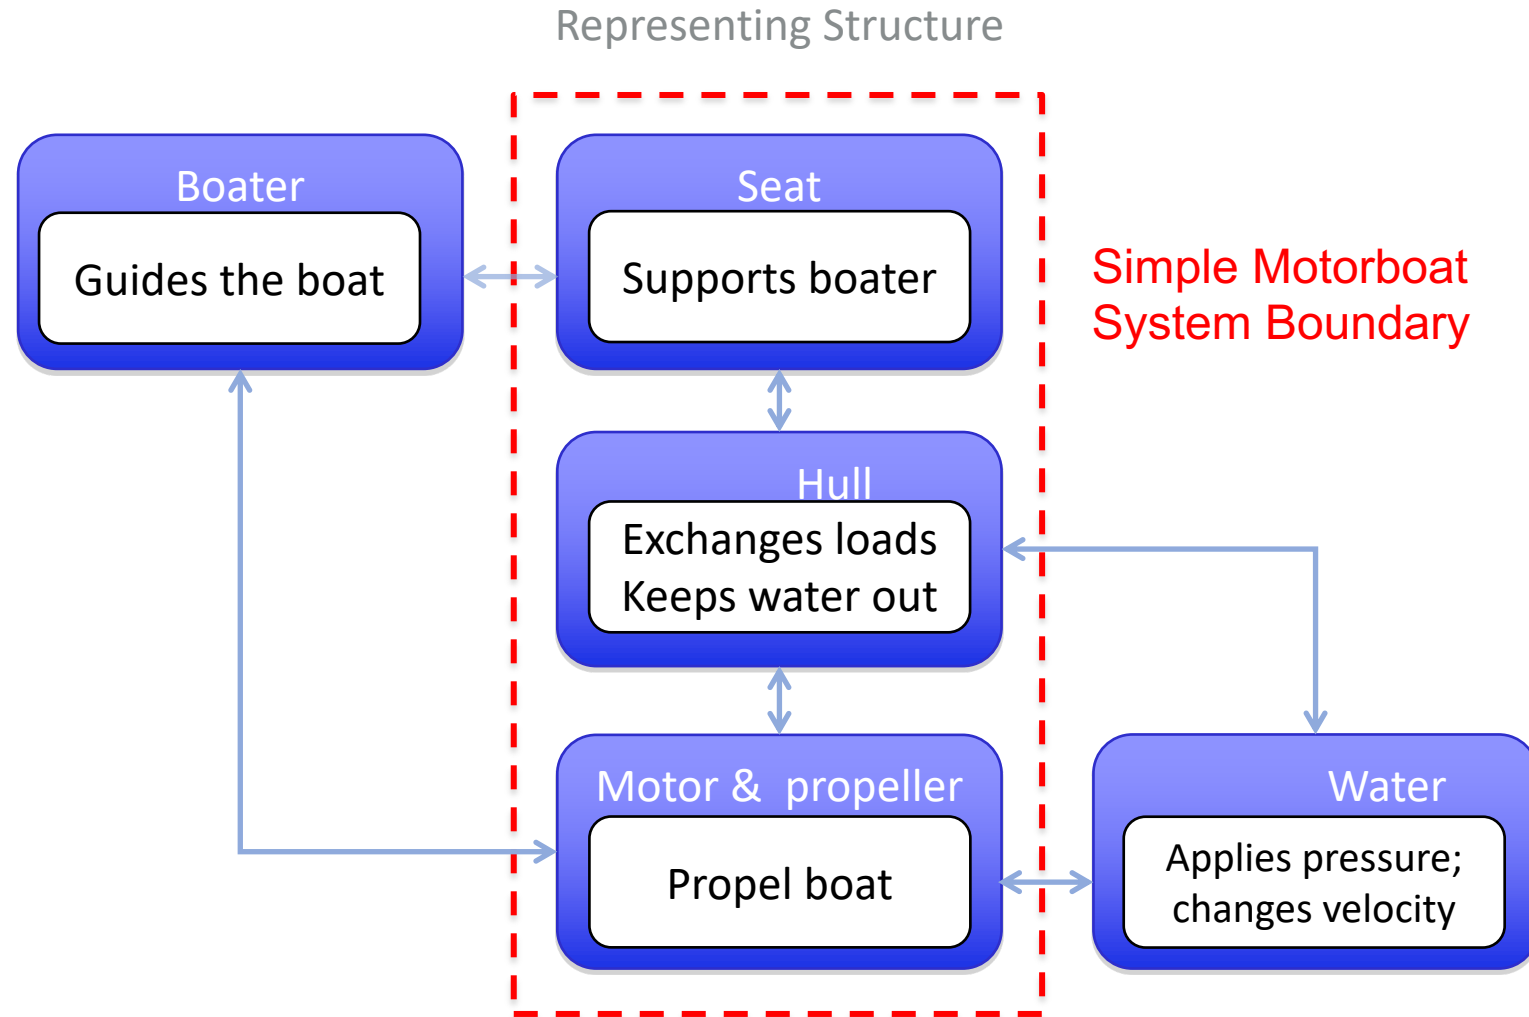 Representing Structure
Boater
Guides the boat
Seat
Supports boater
Simple Motorboat
System Boundary
Hull
Exchanges loads
Keeps water out
Motor &  propeller
Propel boat
Water
Applies pressure;
changes velocity